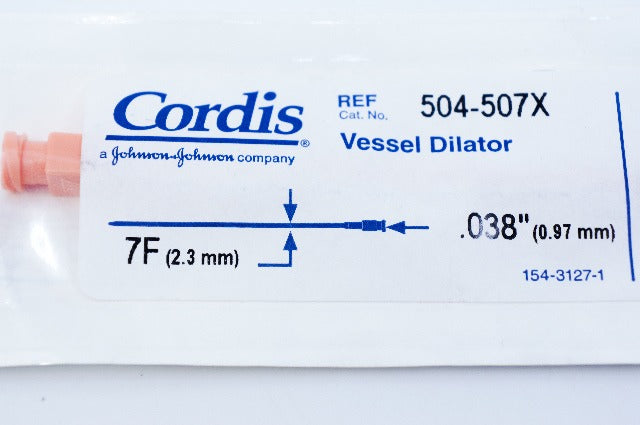 Cordis®
a Johnson & Johnson company
REF
Cat. No.
504-507X
Vessel Dilator
7F (2.3 mm)
.038" (0.97 mm)
154-3127-1